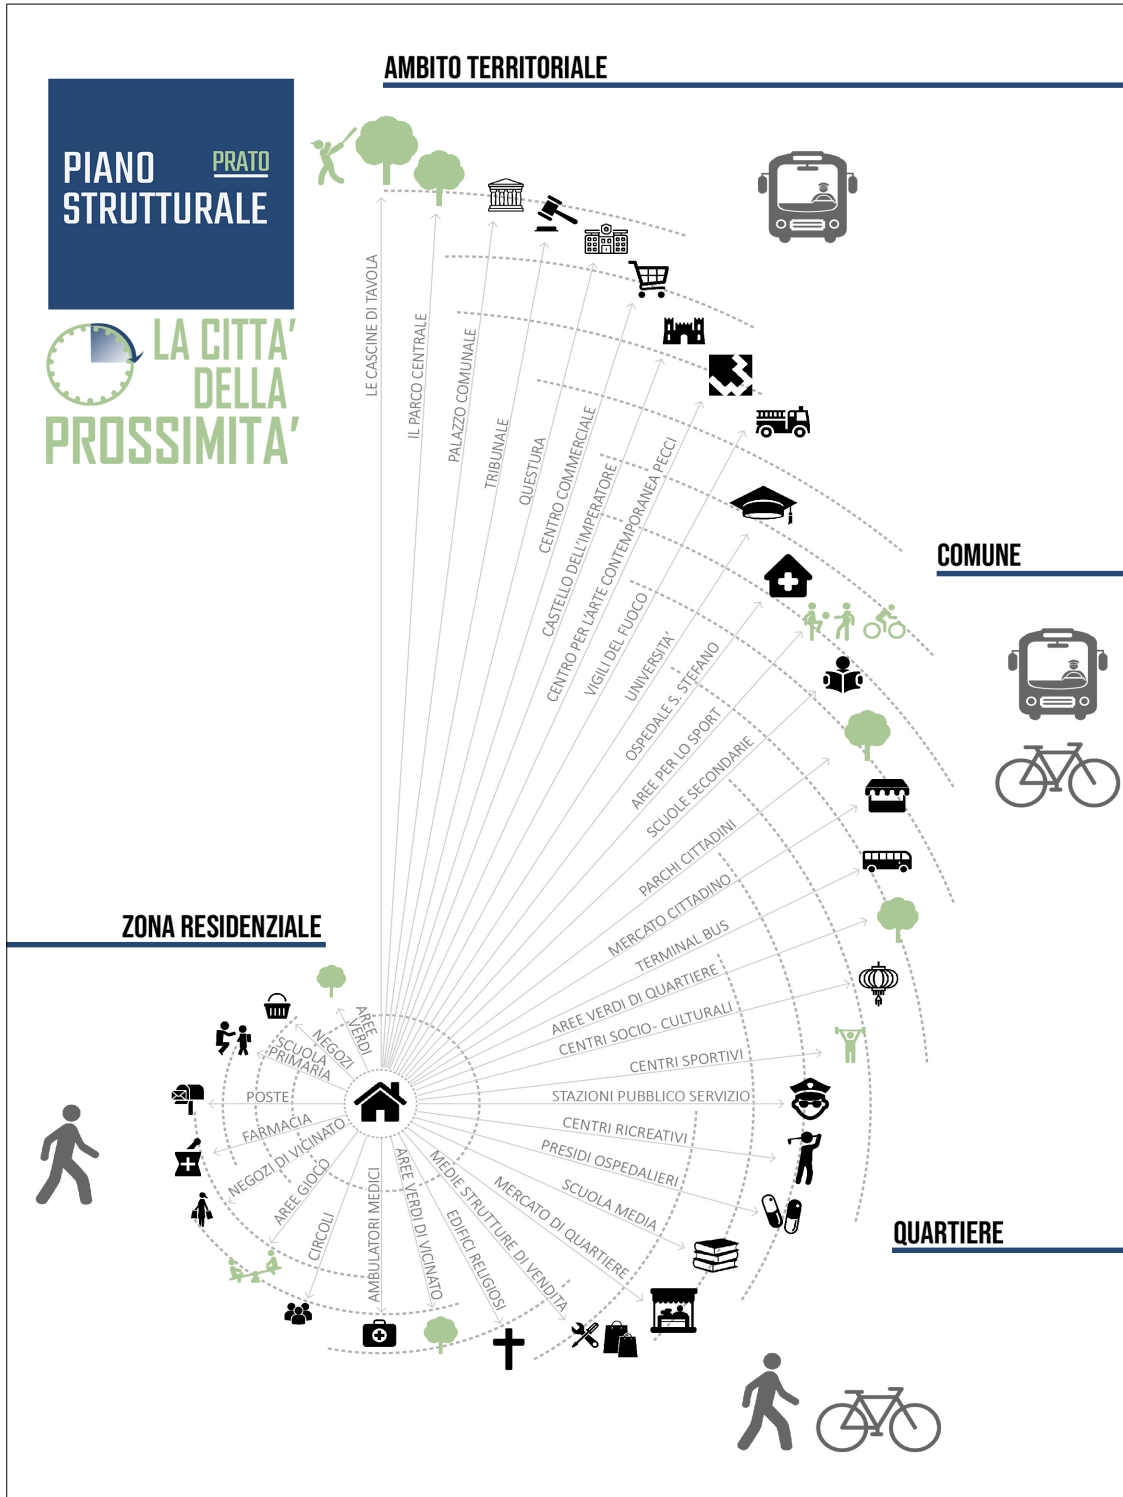 AMBITO TERRITORIALE
PIANO PRATO
STRUTTURALE
LA CITTA'
DELLA
PROSSIMITA'
LE CASCINE DI TAVOLA
IL PARCO CENTRALE
PALAZZO COMUNALE
TRIBUNALE
QUESTURA
CENTRO COMMERCIALE
CASTELLO DELL'IMPERATORE
CENTRO PER L'ARTE CONTEMPORANEA PECCI
VIGILI DEL FUOCO
UNIVERSITA'
OSPEDALE S. STEFANO
AREE PER LO SPORT
SCUOLE SECONDARIE
COMUNE
PARCHI CITTADINI
MERCATO CITTADINO
TERMINAL BUS
AREE VERDI DI QUARTIERE
CENTRI SOCIO- CULTURALI
CENTRI SPORTIVI
STAZIONI PUBBLICO SERVIZIO
CENTRI RICREATIVI
PRESIDI OSPEDALIERI
SCUOLA MEDIA
MERCATO DI QUARTIERE
MEDIE STRUTTURE DI VENDITA
QUARTIERE
EDIFICI RELIGIOSI
AREE VERDI DI VICINATO
AMBULATORI MEDICI
CIRCOLI
AREE GIOCO
NEGOZI DI VICINATO
FARMACIA
POSTE
SCUOLA
PRIMARIA
NEGOZI
AREE
VERDI
ZONA RESIDENZIALE